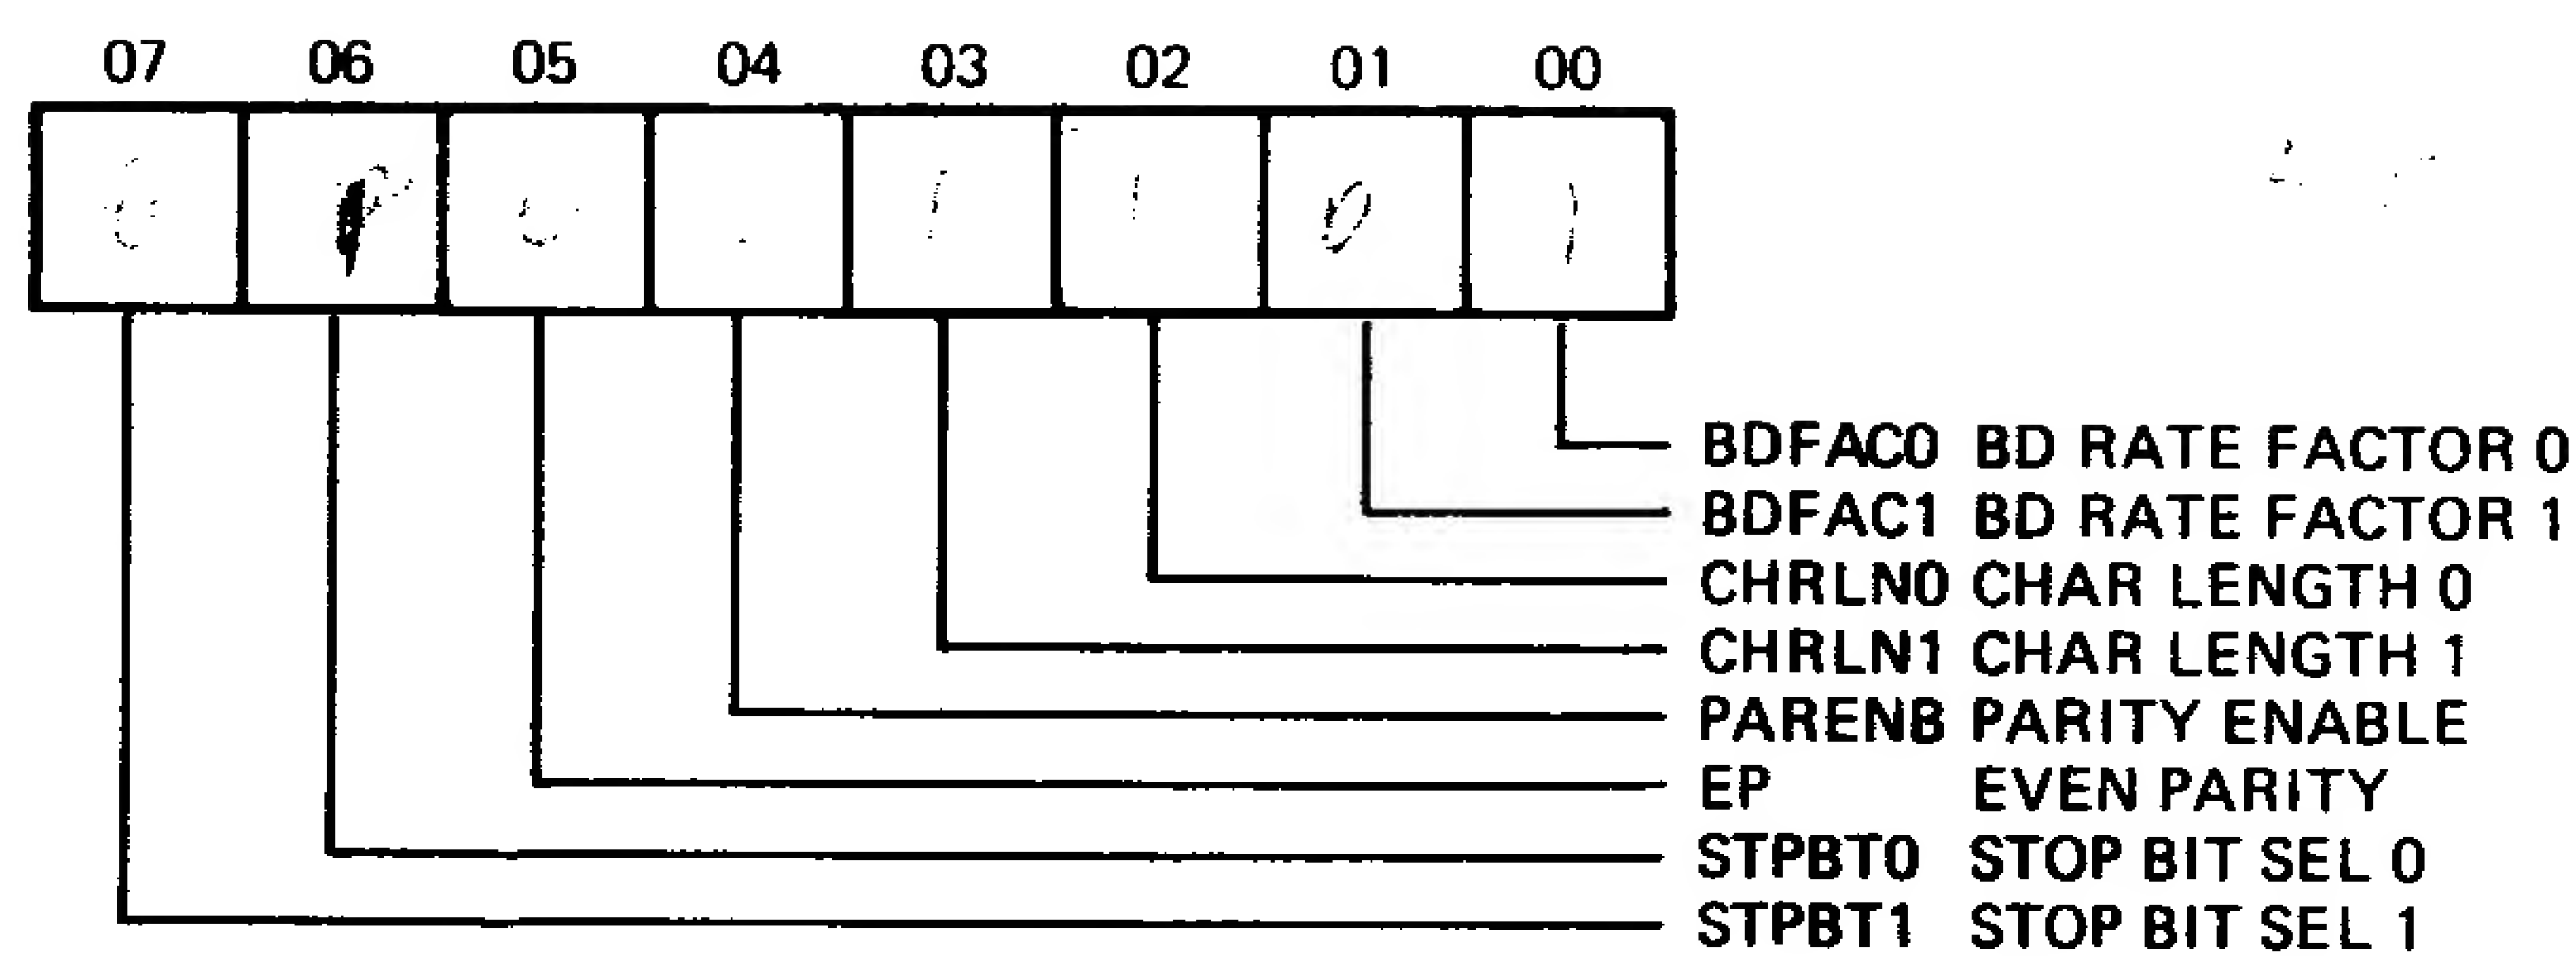 07 06 05 04 03 02 01 00
1 1 0 1
BDFAC0 BD RATE FACTOR 0
BDFAC1 BD RATE FACTOR 1
CHRLN0 CHAR LENGTH 0
CHRLN1 CHAR LENGTH 1
PARENB PARITY ENABLE
EP EVEN PARITY
STPBT0 STOP BIT SEL 0
STPBT1 STOP BIT SEL 1